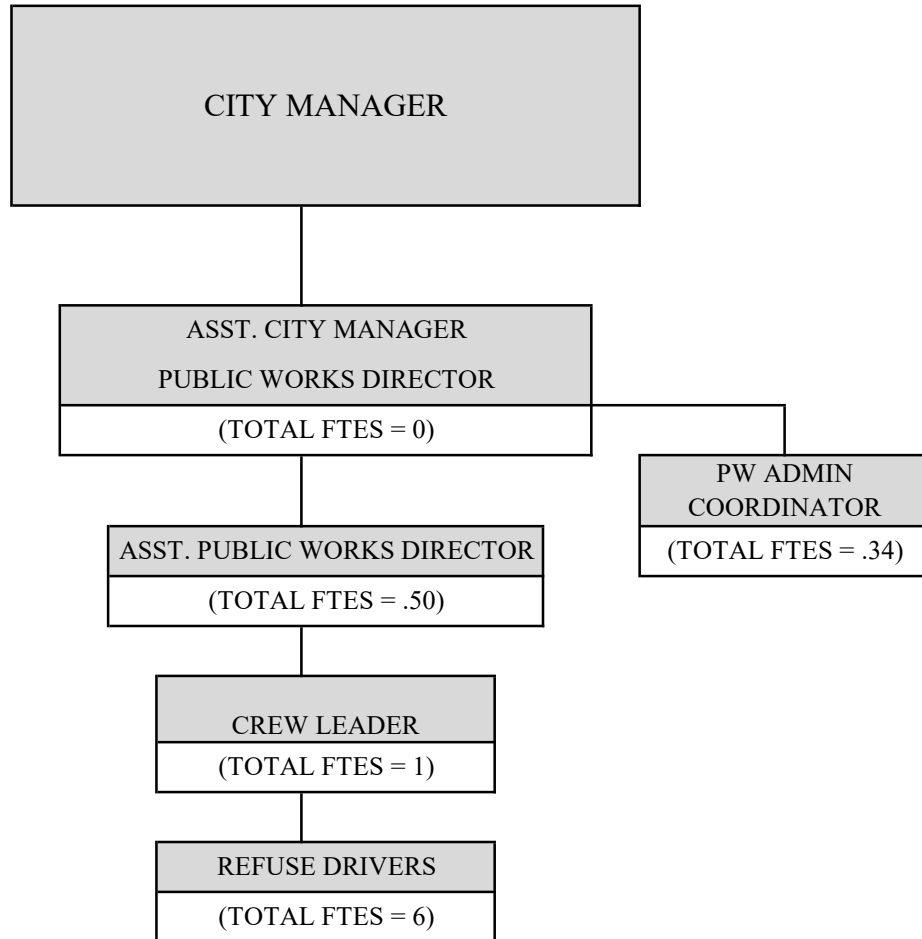 CITY MANAGER
ASST. CITY MANAGER
PUBLIC WORKS DIRECTOR
(TOTAL FTES = 0)
PW ADMIN
COORDINATOR
(TOTAL FTES = .34)
ASST. PUBLIC WORKS DIRECTOR
(TOTAL FTES = .50)
CREW LEADER
(TOTAL FTES = 1)
REFUSE DRIVERS
(TOTAL FTES = 6)